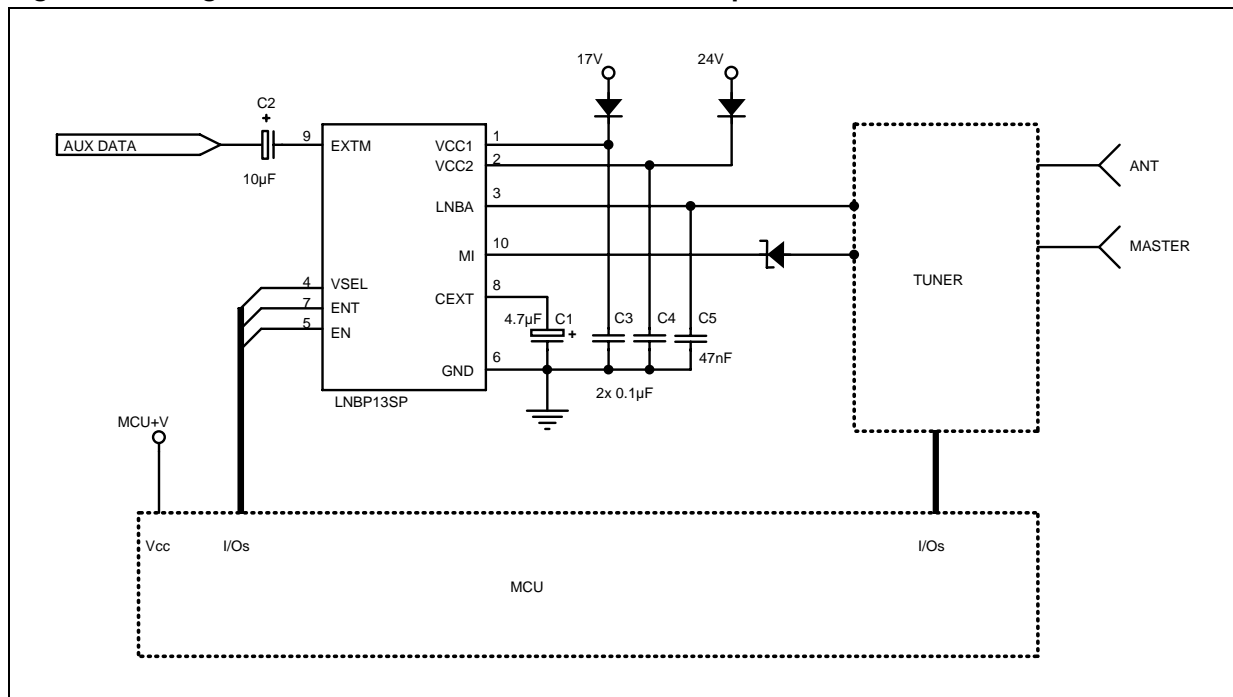 17V
24V
C2
+
AUX DATA
9
EXTM
VCC1
1
10µF
VCC2
2
LNBA
3
ANT
MI
10
MASTER
TUNER
4
VSEL
7
ENT
5
EN
CEXT
8
4.7µF
C1
+
C3
C4
C5
47nF
GND
6
2x 0.1µF
LNBP13SP
MCU+V
Vcc
I/Os
I/Os
MCU